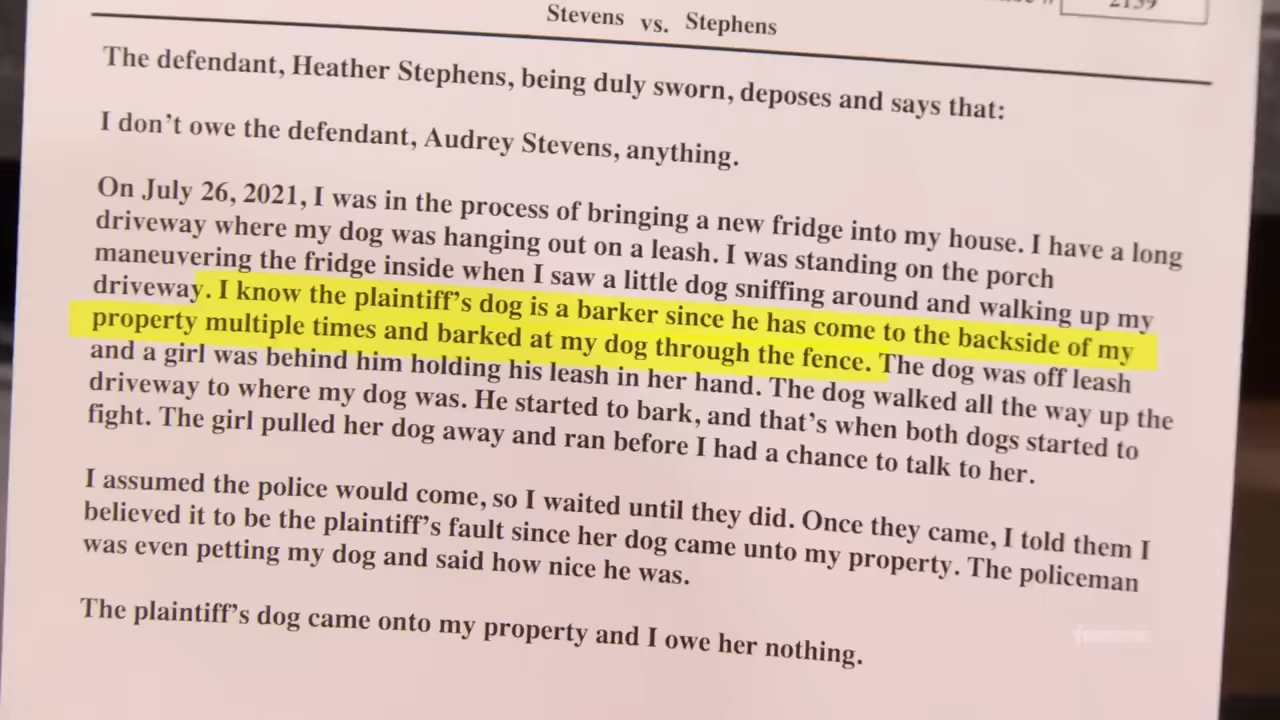 Stevens vs. Stephens
The defendant, Heather Stephens, being duly sworn, deposes and says that:
I don't owe the defendant, Audrey Stevens, anything.
On July 26, 2021, I was in the process of bringing a new fridge into my house. I have a long
driveway where my dog was hanging out on a leash. I was standing on the porch
maneuvering the fridge inside when I saw a little dog sniffing around and walking up my
driveway. I know the plaintiff's dog is a barker since he has come to the backside of my
property multiple times and barked at my dog through the fence. The dog was off leash
and a girl was behind him holding his leash in her hand. The dog walked all the way up the
driveway to where my dog was. He started to bark, and that's when both dogs started to
fight. The girl pulled her dog away and ran before I had a chance to talk to her.
I assumed the police would come, so I waited until they did. Once they came, I told them I
believed it to be the plaintiff's fault since her dog came unto my property. The policeman
was even petting my dog and said how nice he was.
The plaintiff's dog came onto my property and I owe her nothing.